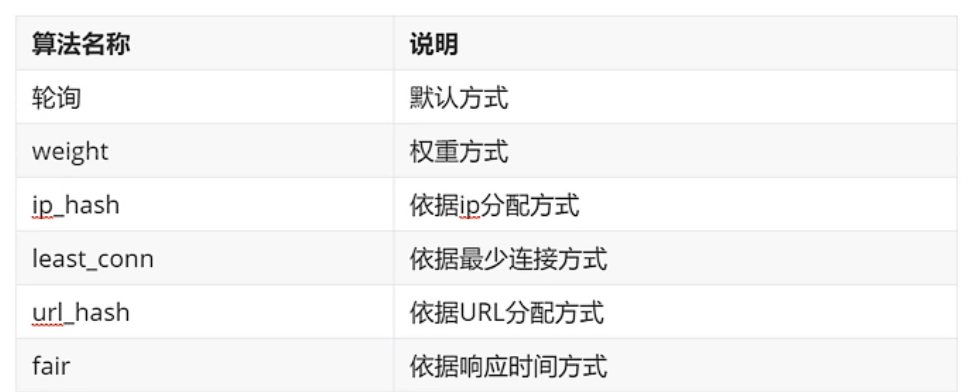 算法名称 说明
轮询 默认方式
weight 权重方式
ip_hash 依据ip分配方式
least_conn 依据最少连接方式
url_hash 依据URL分配方式
fair 依据响应时间方式